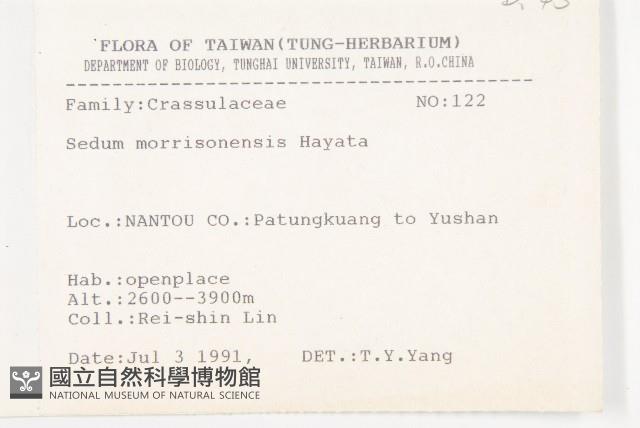 FLORA OF TAIWAN(TUNG-HERBARIUM)
DEPARTMENT OF BIOLOGY, TUNGHAI UNIVERSITY, TAIWAN, R.O.CHINA
Family:Crassulaceae NO:122
Sedum morrisonensis Hayata
Loc.:NANTOU CO.:Patungkuang to Yushan
Hab.:openplace
Alt.:2600--3900m
Coll.:Rei-shin Lin
Date:Jul 3 1991, DET.:T.Y.Yang
國立自然科學博物館
NATIONAL MUSEUM OF NATURAL SCIENCE